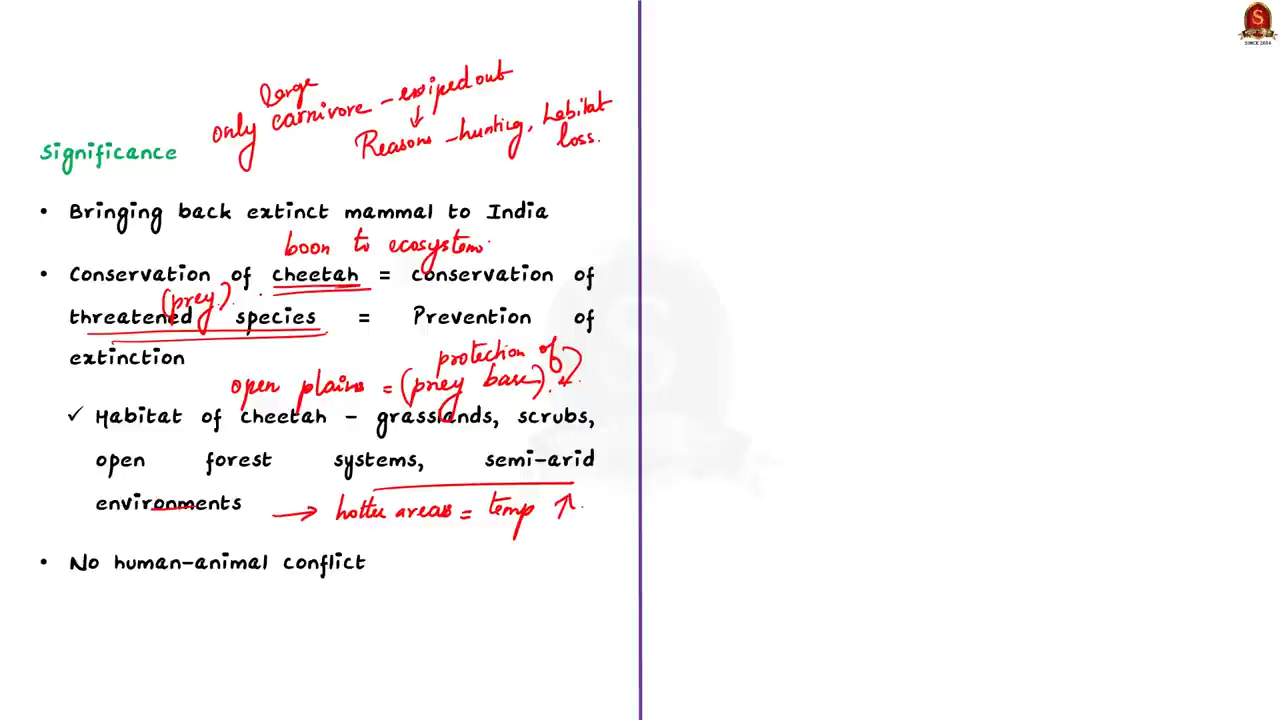 S
SINCE 2004
large
only carnivore - wiped out
Reasons - hunting, habitat
loss.
Significance
• Bringing back extinct mammal to India
boon to ecosystem.
• Conservation of cheetah = conservation of
(prey).
threatened species = Prevention of
extinction
protection of
open plains = (prey base).
✓ Habitat of cheetah - grasslands, scrubs,
open forest systems, semi-arid
environments → hotter areas = temp ↑.
• No human-animal conflict